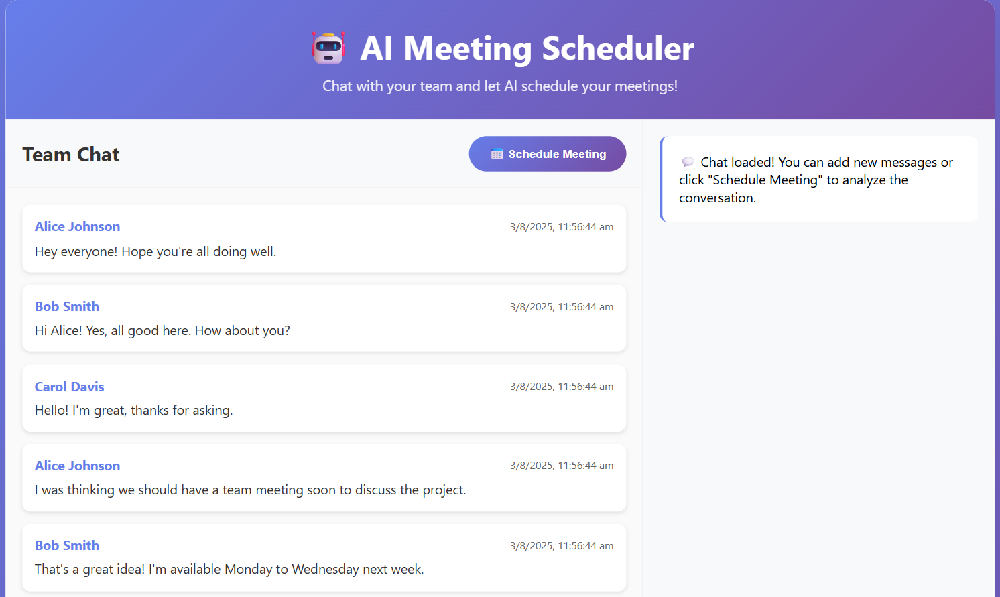 AI Meeting Scheduler
Chat with your team and let AI schedule your meetings!
Team Chat
Schedule Meeting
Alice Johnson 3/8/2025, 11:56:44 am
Hey everyone! Hope you're all doing well.
Bob Smith 3/8/2025, 11:56:44 am
Hi Alice! Yes, all good here. How about you?
Carol Davis 3/8/2025, 11:56:44 am
Hello! I'm great, thanks for asking.
Alice Johnson 3/8/2025, 11:56:44 am
I was thinking we should have a team meeting soon to discuss the project.
Bob Smith 3/8/2025, 11:56:44 am
That's a great idea! I'm available Monday to Wednesday next week.
Chat loaded! You can add new messages or
click "Schedule Meeting" to analyze the
conversation.